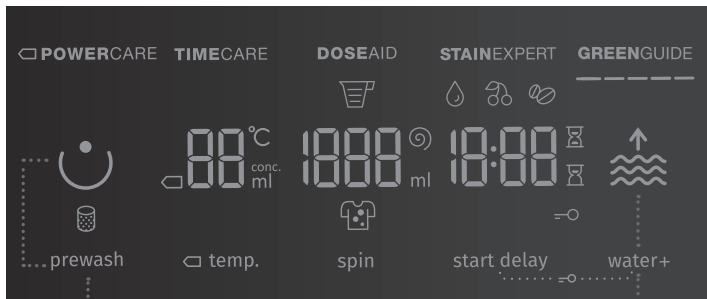 POWERCARE TIMECARE DOSEAID STAINEXPERT GREENGUIDE
88 °C 1888 18:88
conc.
ml ml
prewash temp. spin start delay water+